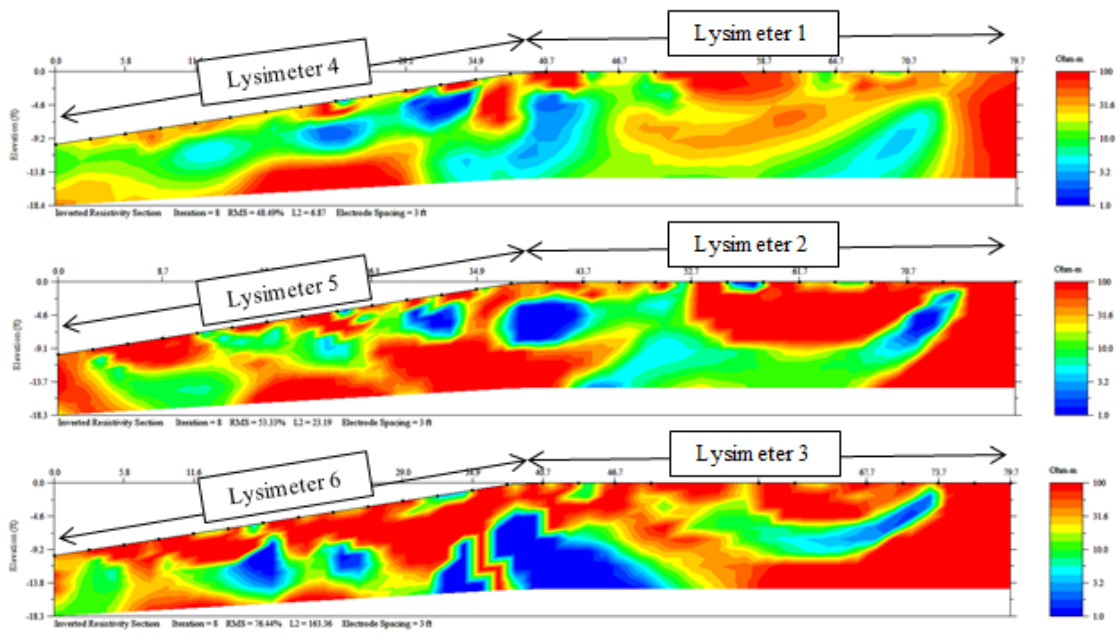 Lysimeter 4
Lysimeter 1
0.0 5.8 34.9 40.7 46.7 58.7 64.7 70.7 79.7
Ohm-m
Elevation (ft)
0.0
-4.6
-9.2
-13.8
-18.6
100
31.6
10.0
3.2
1.0
Inverted Resistivity Section Iteration = 8 RMS = 48.49% L2 = 6.87 Electrode Spacing = 3 ft
Lysimeter 5
Lysimeter 2
0.0 8.7 34.9 43.7 52.7 61.7 70.7
Ohm-m
Elevation (ft)
0.0
-4.6
-9.1
-13.7
-18.3
100
31.6
10.0
3.2
1.0
Inverted Resistivity Section Iteration = 8 RMS = 53.33% L2 = 23.19 Electrode Spacing = 3 ft
Lysimeter 6
Lysimeter 3
0.0 5.8 11.6 29.0 34.9 40.7 46.7 67.7 73.7 79.7
Ohm-m
Elevation (ft)
0.0
-4.6
-9.2
-13.8
-18.3
100
31.6
10.0
3.2
1.0
Inverted Resistivity Section Iteration = 8 RMS = 76.44% L2 = 163.36 Electrode Spacing = 3 ft